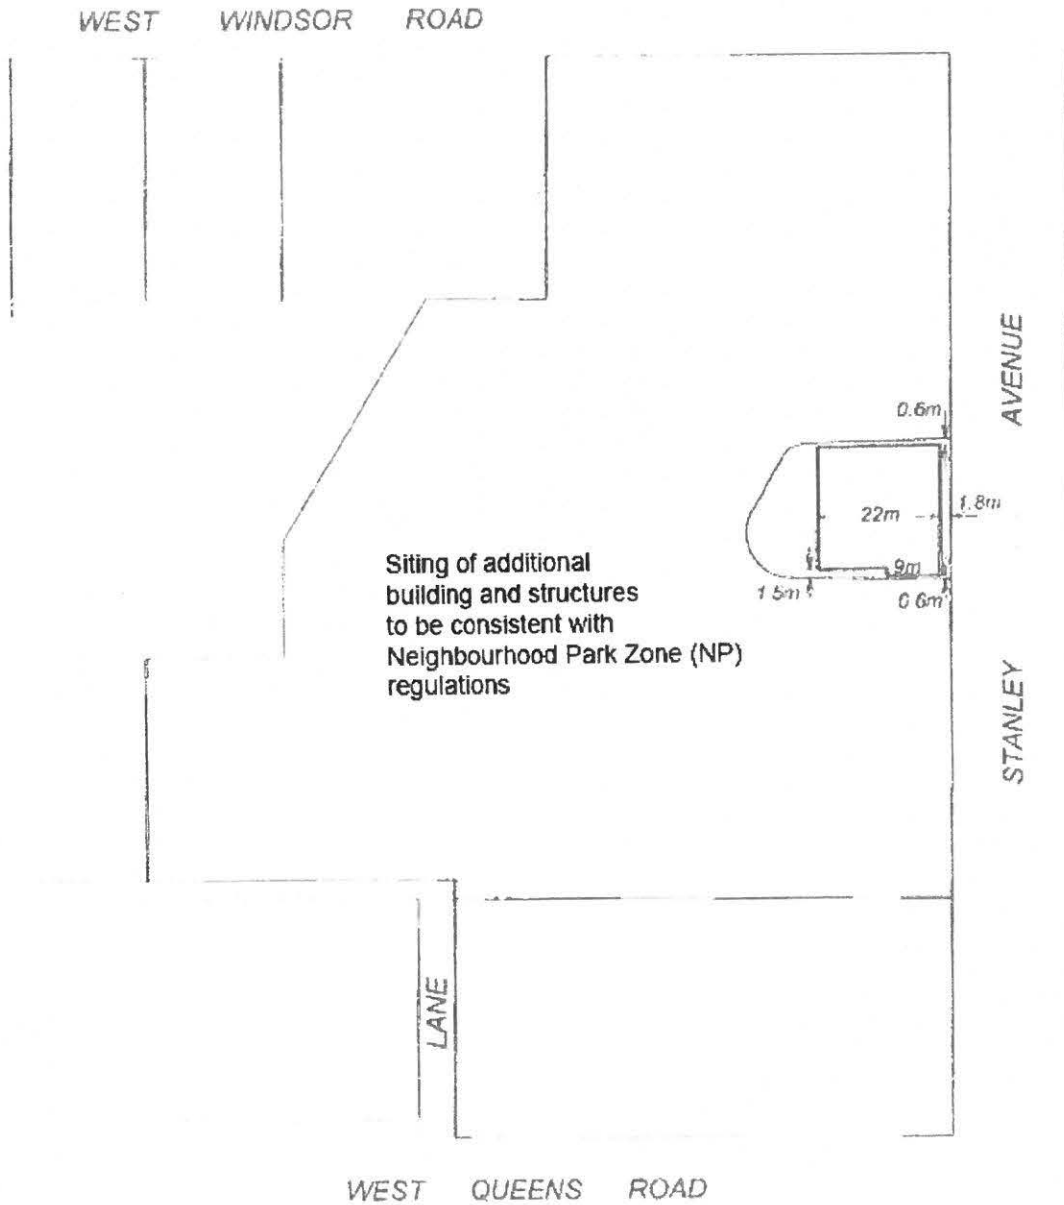 WEST WINDSOR ROAD
AVENUE
0.6m
22m
1.8m
9m
1.5m
0.6m
Siting of additional
building and structures
to be consistent with
Neighbourhood Park Zone (NP)
regulations
STANLEY
LANE
WEST QUEENS ROAD